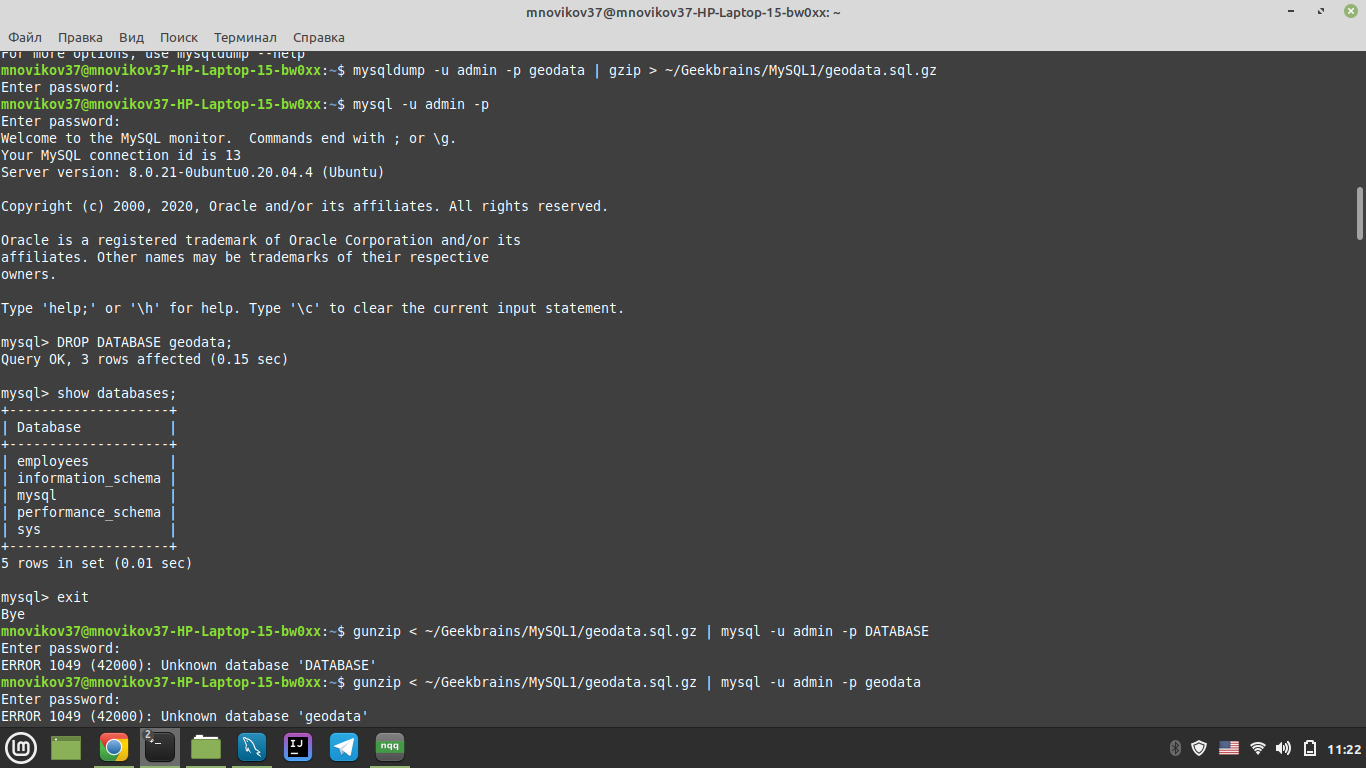 mnovikov37@mnovikov37-HP-Laptop-15-bw0xx: ~
Файл Правка Вид Поиск Терминал Справка
For more options, use mysqldump --help
mnovikov37@mnovikov37-HP-Laptop-15-bw0xx:~$ mysqldump -u admin -p geodata | gzip > ~/Geekbrains/MySQL1/geodata.sql.gz
Enter password:
mnovikov37@mnovikov37-HP-Laptop-15-bw0xx:~$ mysql -u admin -p
Enter password:
Welcome to the MySQL monitor.  Commands end with ; or \g.
Your MySQL connection id is 13
Server version: 8.0.21-0ubuntu0.20.04.4 (Ubuntu)
Copyright (c) 2000, 2020, Oracle and/or its affiliates. All rights reserved.
Oracle is a registered trademark of Oracle Corporation and/or its
affiliates. Other names may be trademarks of their respective
owners.
Type 'help;' or '\h' for help. Type '\c' to clear the current input statement.
mysql> DROP DATABASE geodata;
Query OK, 3 rows affected (0.15 sec)
mysql> show databases;
+--------------------+
| Database           |
+--------------------+
| employees          |
| information_schema |
| mysql              |
| performance_schema |
| sys                |
+--------------------+
5 rows in set (0.01 sec)
mysql> exit
Bye
mnovikov37@mnovikov37-HP-Laptop-15-bw0xx:~$ gunzip < ~/Geekbrains/MySQL1/geodata.sql.gz | mysql -u admin -p DATABASE
Enter password:
ERROR 1049 (42000): Unknown database 'DATABASE'
mnovikov37@mnovikov37-HP-Laptop-15-bw0xx:~$ gunzip < ~/Geekbrains/MySQL1/geodata.sql.gz | mysql -u admin -p geodata
Enter password:
ERROR 1049 (42000): Unknown database 'geodata'
2
IJ
nqq
11:22